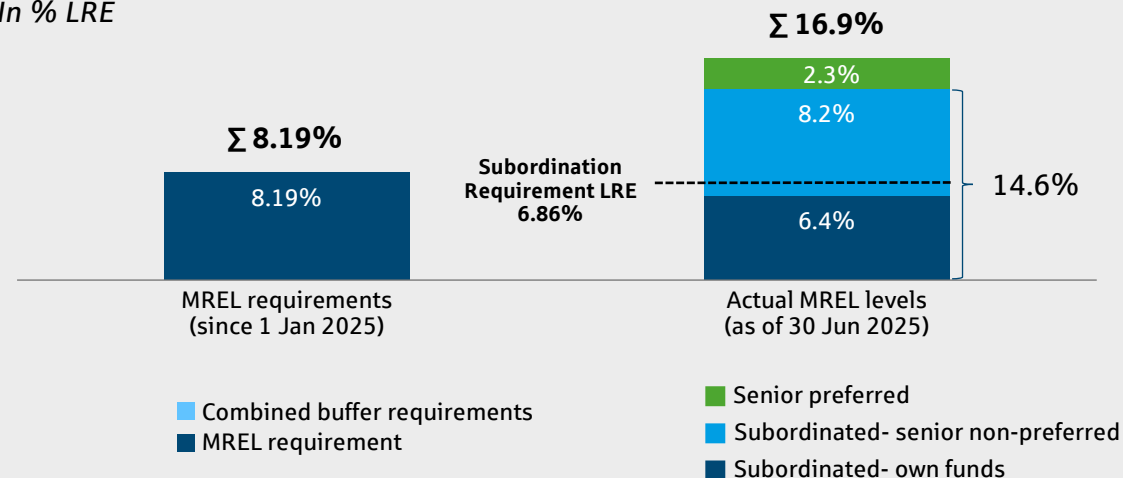 In % LRE
∑ 16.9%
2.3%
8.2%
∑ 8.19%
8.19%
Subordination
Requirement LRE
6.86%
14.6%
6.4%
MREL requirements
(since 1 Jan 2025)
Actual MREL levels
(as of 30 Jun 2025)
Combined buffer requirements
MREL requirement
Senior preferred
Subordinated- senior non-preferred
Subordinated- own funds